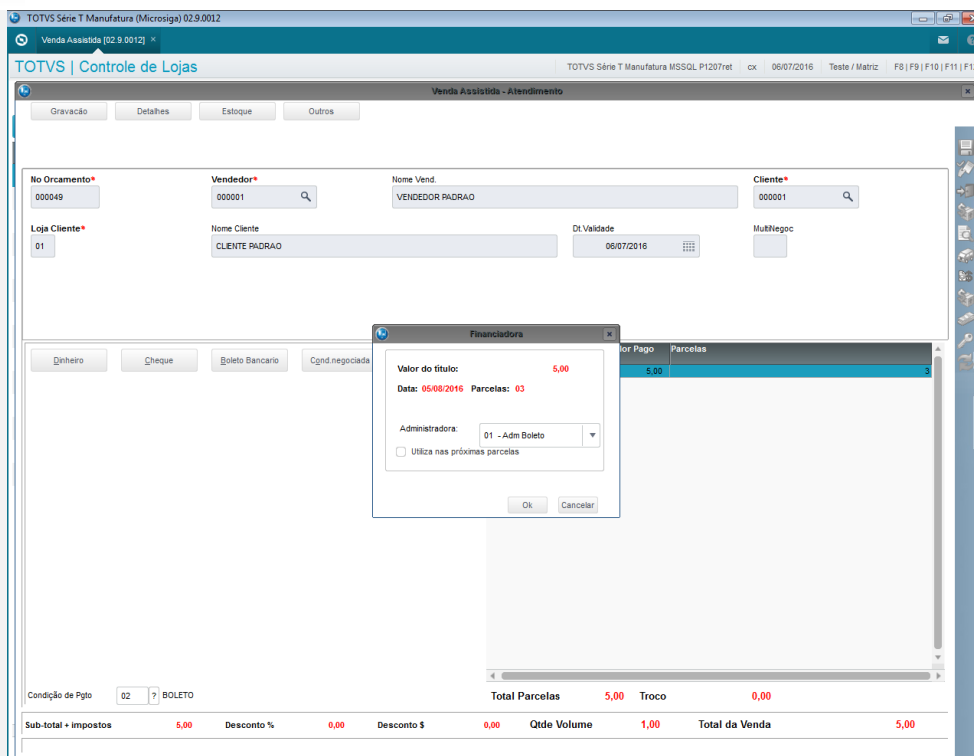 TOTVS Série T Manufatura (Microsiga) 02.9.0012
Venda Assistida [02.9.0012] ×
TOTVS | Controle de Lojas
TOTVS Série T Manufatura MSSQL P1207ret cx 06/07/2016 Teste / Matriz F8 | F9 | F10 | F11 | F12
Venda Assistida - Atendimento
Gravacão Detalhes Estoque Outros
No Orcamento* Vendedor* Nome Vend. Cliente*
000049 000001 VENDEDOR PADRAO 000001
Loja Cliente* Nome Cliente Dt.Validade MultiNegoc
01 CLIENTE PADRAO 06/07/2016
Dinheiro Cheque Boleto Bancario Cond.negociada
Pago Parcelas
5,00 3
Financiadora
Valor do titulo: 5,00
Data: 05/08/2016 Parcelas: 03
Administradora: 01 - Adm Boleto
Utiliza nas próximas parcelas
Ok Cancelar
Condição de Pgto 02 ? BOLETO
Total Parcelas 5,00 Troco 0,00
Sub-total + impostos 5,00 Desconto % 0,00 Desconto $ 0,00 Qtde Volume 1,00 Total da Venda 5,00